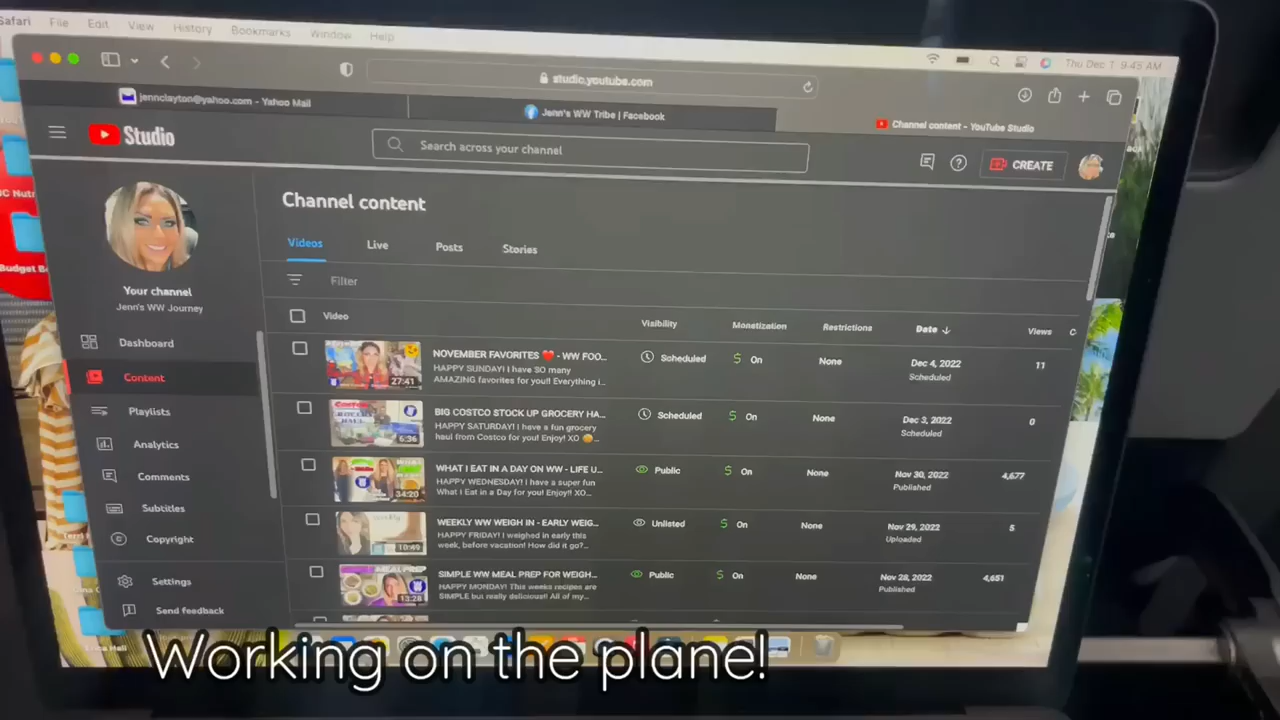 Safari File Edit View History Bookmarks Window Help
Thu Dec 1 9:45 AM
studio.youtube.com
jennclayton@yahoo.com - Yahoo Mail
Jenn's WW Tribe | Facebook
Channel content - YouTube Studio
Studio
Search across your channel
CREATE
Channel content
Videos Live Posts Stories
Filter
Your channel
Jenn's WW Journey
Dashboard
Content
Playlists
Analytics
Comments
Subtitles
Copyright
Settings
Send feedback
Video Visibility Monetization Restrictions Date Views
NOVEMBER FAVORITES ❤️ - WW FOO...
HAPPY SUNDAY! I have SO many
AMAZING favorites for you!! Everything i...
27:41
Scheduled $ On None Dec 4, 2022 11
Scheduled
BIG COSTCO STOCK UP GROCERY HA...
HAPPY SATURDAY! I have a fun grocery
haul from Costco for you! Enjoy! XO
6:36
Scheduled $ On None Dec 3, 2022 0
Scheduled
WHAT I EAT IN A DAY ON WW - LIFE U...
HAPPY WEDNESDAY! I have a super fun
What I Eat in a Day for you! Enjoy!! XO...
34:20
Public $ On None Nov 30, 2022 4,677
Published
WEEKLY WW WEIGH IN - EARLY WEIG...
HAPPY FRIDAY! I weighed in early this
week, before vacation! How did it go?...
10:49
Unlisted $ On None Nov 29, 2022 5
Uploaded
SIMPLE WW MEAL PREP FOR WEIGH...
HAPPY MONDAY! This weeks recipes are
SIMPLE but really delicious! All of my...
13:28
Public $ On None Nov 28, 2022 4,651
Published
Working on the plane!